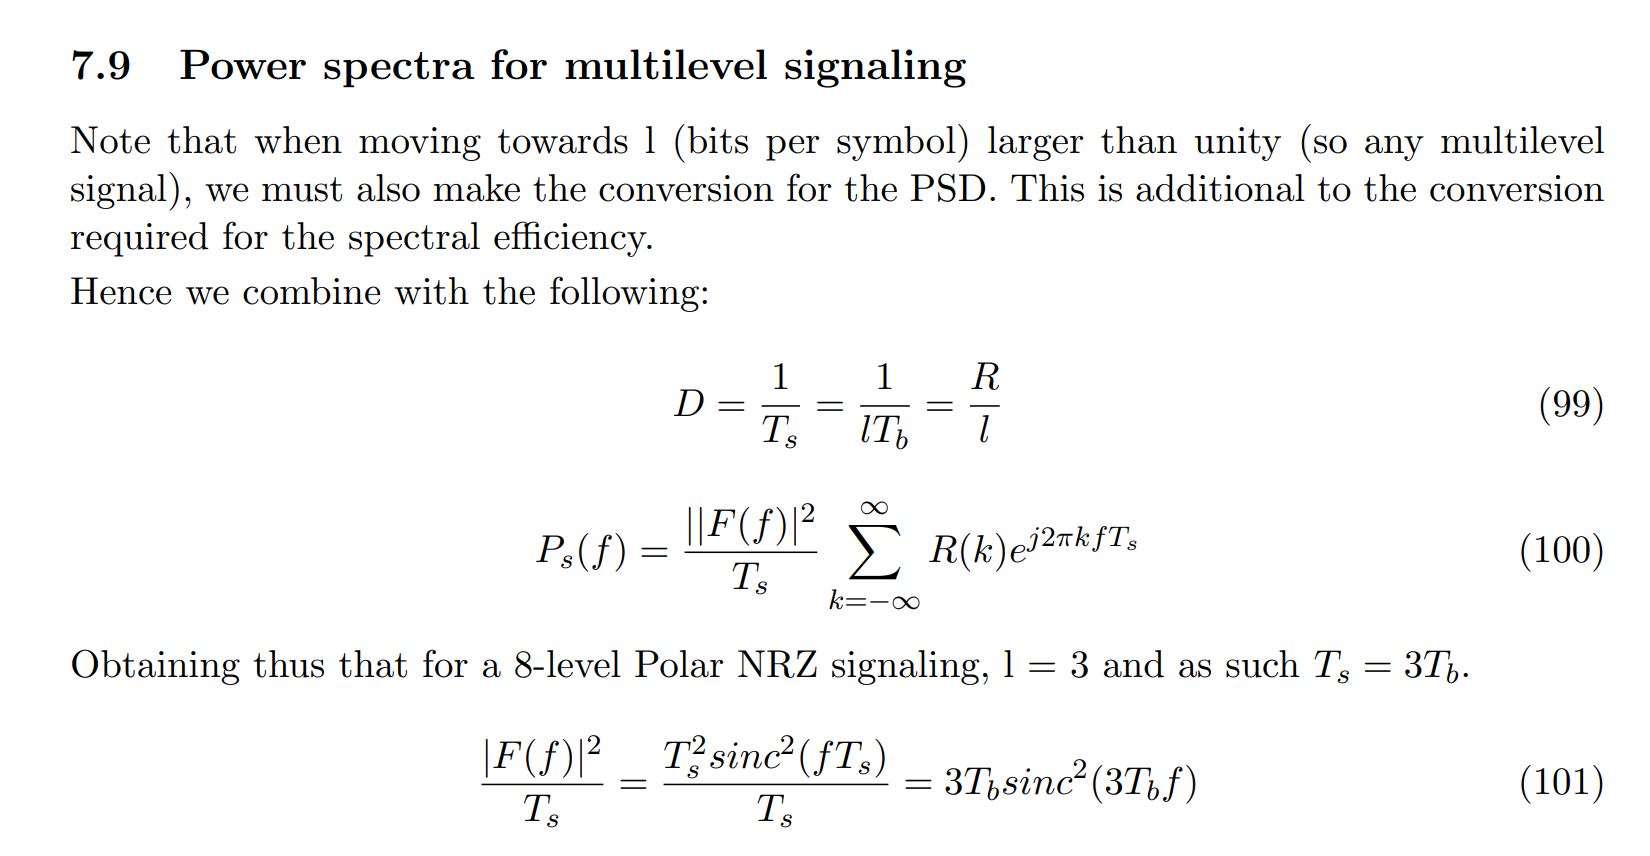 7.9 Power spectra for multilevel signaling
Note that when moving towards l (bits per symbol) larger than unity (so any multilevel
signal), we must also make the conversion for the PSD. This is additional to the conversion
required for the spectral efficiency.
Hence we combine with the following:
D = \frac{1}{T_s} = \frac{1}{lT_b} = \frac{R}{l} (99)
P_s(f) = \frac{||F(f)|^2}{T_s} \sum_{k=-\infty}^{\infty} R(k)e^{j2\pi kfT_s} (100)
Obtaining thus that for a 8-level Polar NRZ signaling, l = 3 and as such T_s = 3T_b.
\frac{|F(f)|^2}{T_s} = \frac{T_s^2 sinc^2(fT_s)}{T_s} = 3T_b sinc^2(3T_b f) (101)